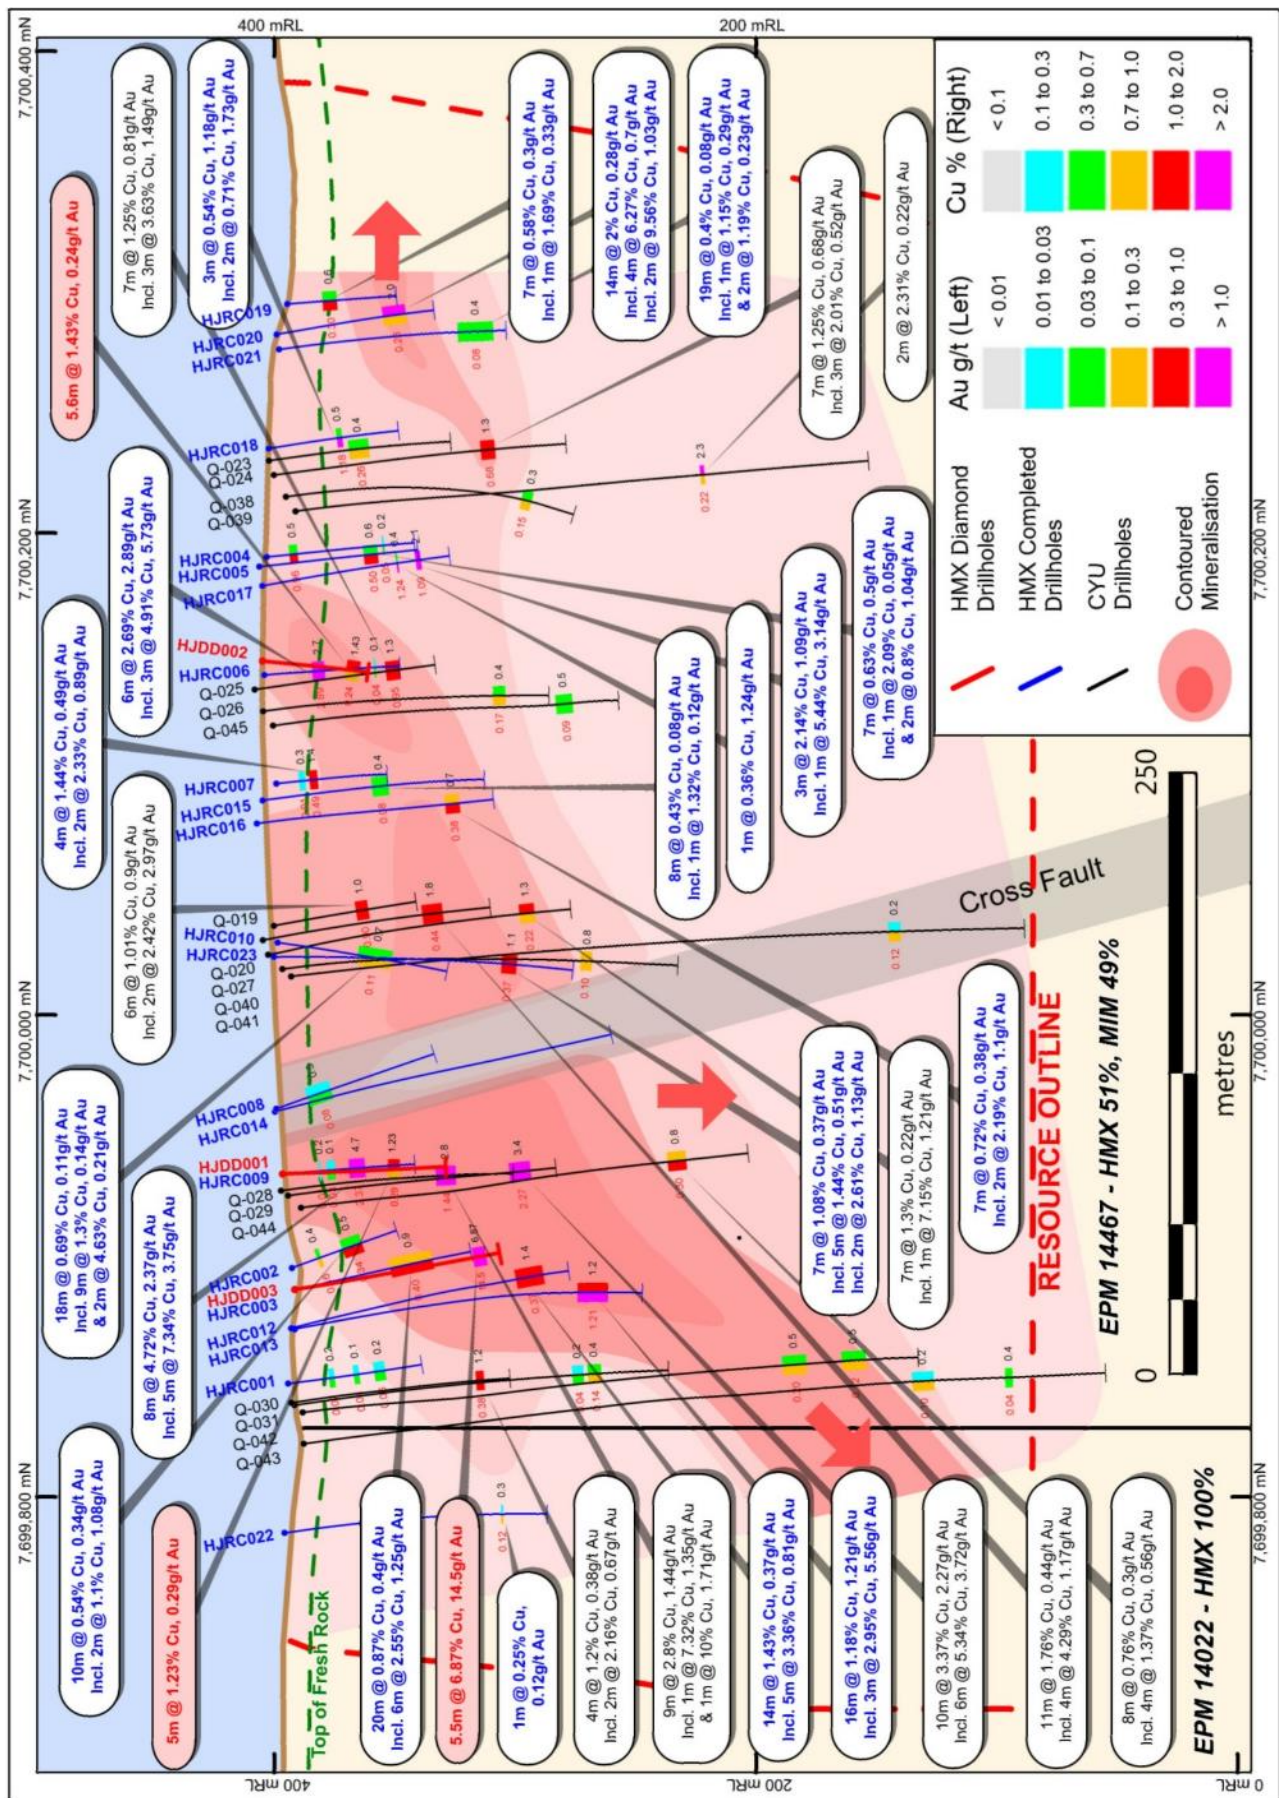 7,699,800 mN
7,700,000 mN
7,700,200 mN
7,700,400 mN
10m @ 0.54% Cu, 0.34g/t Au
Incl. 2m @ 1.1% Cu, 1.08g/t Au
5m @ 1.23% Cu, 0.29g/t Au
8m @ 4.72% Cu, 2.37g/t Au
Incl. 5m @ 7.34% Cu, 3.75g/t Au
18m @ 0.69% Cu, 0.11g/t Au
Incl. 9m @ 1.3% Cu, 0.14g/t Au
& 2m @ 4.63% Cu, 0.21g/t Au
6m @ 1.01% Cu, 0.9g/t Au
Incl. 2m @ 2.42% Cu, 2.97g/t Au
4m @ 1.44% Cu, 0.49g/t Au
Incl. 2m @ 2.33% Cu, 0.89g/t Au
6m @ 2.69% Cu, 2.89g/t Au
Incl. 3m @ 4.91% Cu, 5.73g/t Au
5.6m @ 1.43% Cu, 0.24g/t Au
7m @ 1.25% Cu, 0.81g/t Au
Incl. 3m @ 3.63% Cu, 1.49g/t Au
3m @ 0.54% Cu, 1.18g/t Au
Incl. 2m @ 0.71% Cu, 1.73g/t Au
400 mRL
400 mRL
HJRC022
Q-043
Q-042
Q-031
Q-030
HJRC001
HJRC013
HJRC012
HJRC003
HJDD003
HJRC002
Q-044
Q-029
Q-028
HJRC009
HJDD001
HJRC014
HJRC008
Q-041
Q-040
Q-027
Q-020
HJRC023
HJRC010
Q-019
HJRC016
HJRC015
HJRC007
Q-045
Q-026
Q-025
HJRC006
HJDD002
HJRC017
HJRC005
HJRC004
Q-039
Q-038
Q-024
Q-023
HJRC018
HJRC021
HJRC020
HJRC019
Top of Fresh Rock
20m @ 0.87% Cu, 0.4g/t Au
Incl. 6m @ 2.55% Cu, 1.25g/t Au
5.5m @ 6.87% Cu, 14.5g/t Au
1m @ 0.25% Cu,
0.12g/t Au
4m @ 1.2% Cu, 0.38g/t Au
Incl. 2m @ 2.16% Cu, 0.67g/t Au
9m @ 2.8% Cu, 1.44g/t Au
Incl. 1m @ 7.32% Cu, 1.35g/t Au
& 1m @ 10% Cu, 1.71g/t Au
14m @ 1.43% Cu, 0.37g/t Au
Incl. 5m @ 3.36% Cu, 0.81g/t Au
16m @ 1.18% Cu, 1.21g/t Au
Incl. 3m @ 2.95% Cu, 5.56g/t Au
10m @ 3.37% Cu, 2.27g/t Au
Incl. 6m @ 5.34% Cu, 3.72g/t Au
11m @ 1.76% Cu, 0.44g/t Au
Incl. 4m @ 4.29% Cu, 1.17g/t Au
8m @ 0.76% Cu, 0.3g/t Au
Incl. 4m @ 1.37% Cu, 0.56g/t Au
7m @ 1.08% Cu, 0.37g/t Au
Incl. 5m @ 1.44% Cu, 0.51g/t Au
Incl. 2m @ 2.61% Cu, 1.13g/t Au
7m @ 1.3% Cu, 0.22g/t Au
Incl. 1m @ 7.15% Cu, 1.21g/t Au
7m @ 0.72% Cu, 0.38g/t Au
Incl. 2m @ 2.19% Cu, 1.1g/t Au
8m @ 0.43% Cu, 0.08g/t Au
Incl. 1m @ 1.32% Cu, 0.12g/t Au
1m @ 0.36% Cu, 1.24g/t Au
3m @ 2.14% Cu, 1.09g/t Au
Incl. 1m @ 5.44% Cu, 3.14g/t Au
7m @ 0.63% Cu, 0.5g/t Au
Incl. 1m @ 2.09% Cu, 0.05g/t Au
& 2m @ 0.8% Cu, 1.04g/t Au
7m @ 0.58% Cu, 0.3g/t Au
Incl. 1m @ 1.69% Cu, 0.33g/t Au
14m @ 2% Cu, 0.28g/t Au
Incl. 4m @ 6.27% Cu, 0.7g/t Au
Incl. 2m @ 9.56% Cu, 1.03g/t Au
19m @ 0.4% Cu, 0.08g/t Au
Incl. 1m @ 1.15% Cu, 0.29g/t Au
& 2m @ 1.19% Cu, 0.23g/t Au
7m @ 1.25% Cu, 0.68g/t Au
Incl. 3m @ 2.01% Cu, 0.52g/t Au
2m @ 2.31% Cu, 0.22g/t Au
200 mRL
200 mRL
Cross Fault
RESOURCE OUTLINE
EPM 14467 - HMX 51%, MIM 49%
EPM 14022 - HMX 100%
0
250
metres
HMX Diamond
Drillholes
HMX Completed
Drillholes
CYU
Drillholes
Contoured
Mineralisation
Au g/t (Left)
< 0.01
0.01 to 0.03
0.03 to 0.1
0.1 to 0.3
0.3 to 1.0
> 1.0
Cu % (Right)
< 0.1
0.1 to 0.3
0.3 to 0.7
0.7 to 1.0
1.0 to 2.0
> 2.0
0 mRL
7,699,800 mN
7,700,000 mN
7,700,200 mN